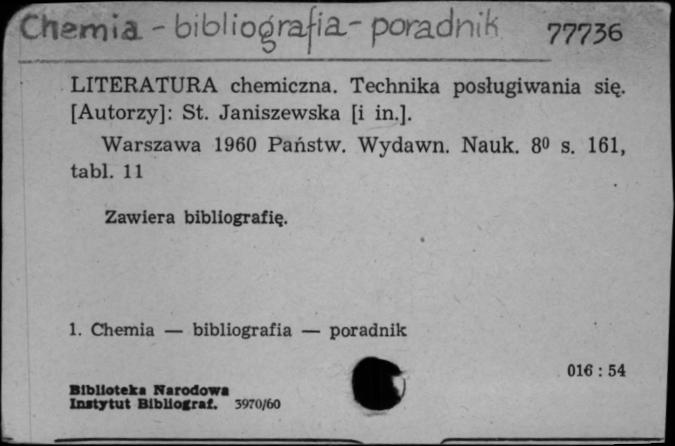 Chemia - bibliografia - poradnik 77736
LITERATURA chemiczna. Technika posługiwania się.
[Autorzy]: St. Janiszewska [i in.].
Warszawa 1960 Państw. Wydawn. Nauk. 8⁰ s. 161,
tabl. 11
Zawiera bibliografię.
1. Chemia — bibliografia — poradnik
016 : 54
Biblioteka Narodowa
Instytut Bibliograf. 3970/60